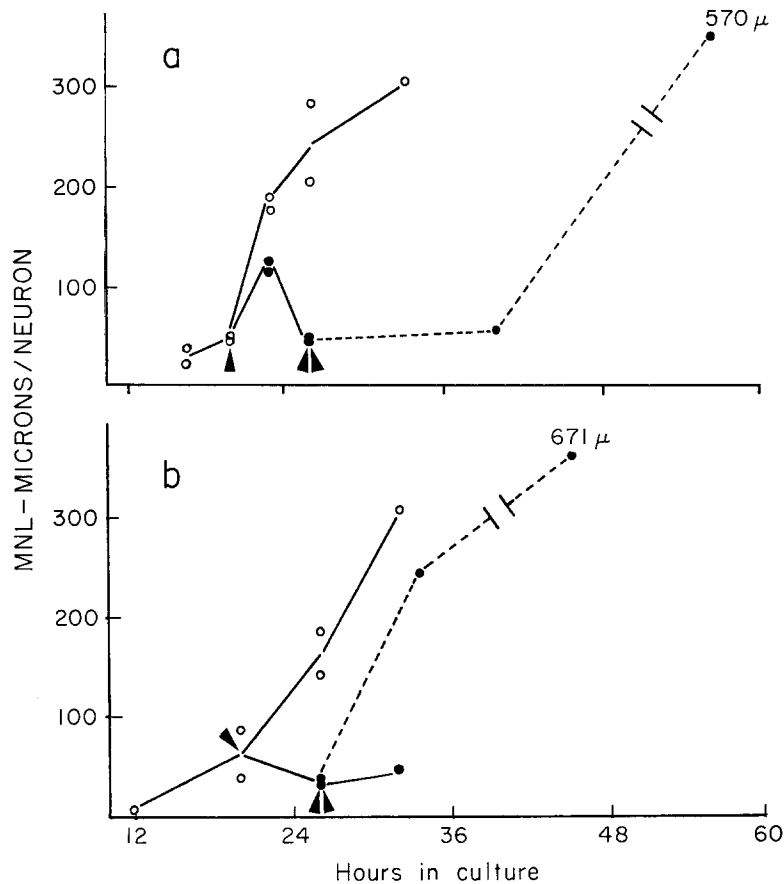 570 μ
a
300
200
100
MNL-MICRONS/NEURON
671 μ
b
300
200
100
12 24 36 48 60
Hours in culture